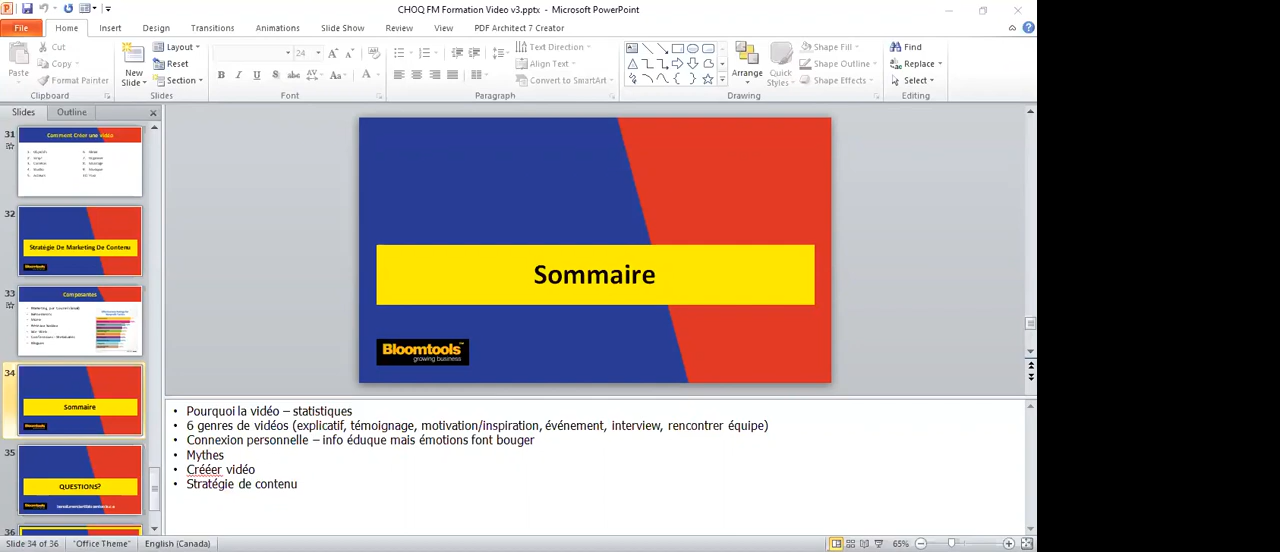 CHOQ FM Formation Video v3.pptx - Microsoft PowerPoint
File Home Insert Design Transitions Animations Slide Show Review View PDF Architect 7 Creator
Paste
Cut
Copy
Format Painter
Clipboard
New Slide
Layout
Reset
Section
Slides
B I U S abc AV Aa A
Font
Text Direction
Align Text
Convert to SmartArt
Paragraph
Arrange
Quick Styles
Shape Fill
Shape Outline
Shape Effects
Drawing
Find
Replace
Select
Editing
Slides Outline
31
Comment Créer une vidéo
32
Stratégie De Marketing De Contenu
Bloomtools
33
Composantes
34
Sommaire
Bloomtools
35
QUESTIONS?
Bloomtools
36
Sommaire
Bloomtools
growing business
• Pourquoi la vidéo – statistiques
• 6 genres de vidéos (explicatif, témoignage, motivation/inspiration, événement, interview, rencontrer équipe)
• Connexion personnelle – info éduque mais émotions font bouger
• Mythes
• Crééer vidéo
• Stratégie de contenu
Slide 34 of 36 "Office Theme" English (Canada) 65%